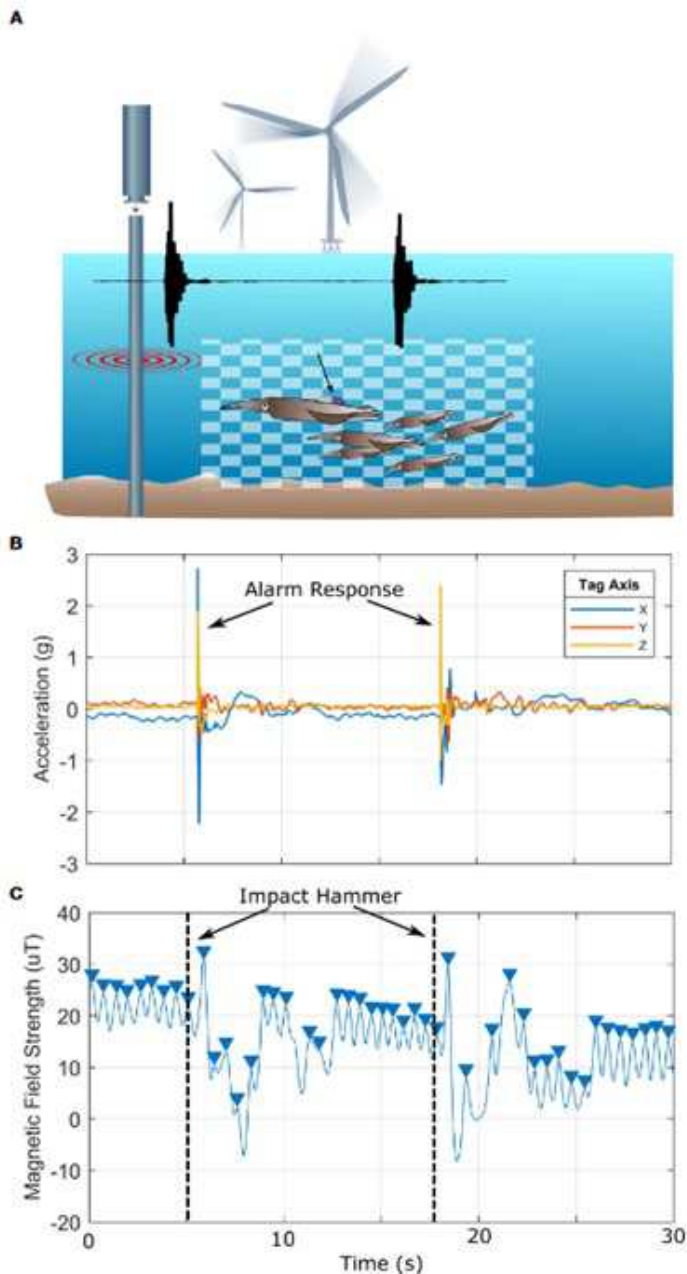 A
B
3
2
1
0
-1
-2
-3
Acceleration (g)
Alarm Response
Tag Axis
X
Y
Z
C
Impact Hammer
40
30
20
10
0
-10
-20
Magnetic Field Strength (uT)
0
10
20
30
Time (s)